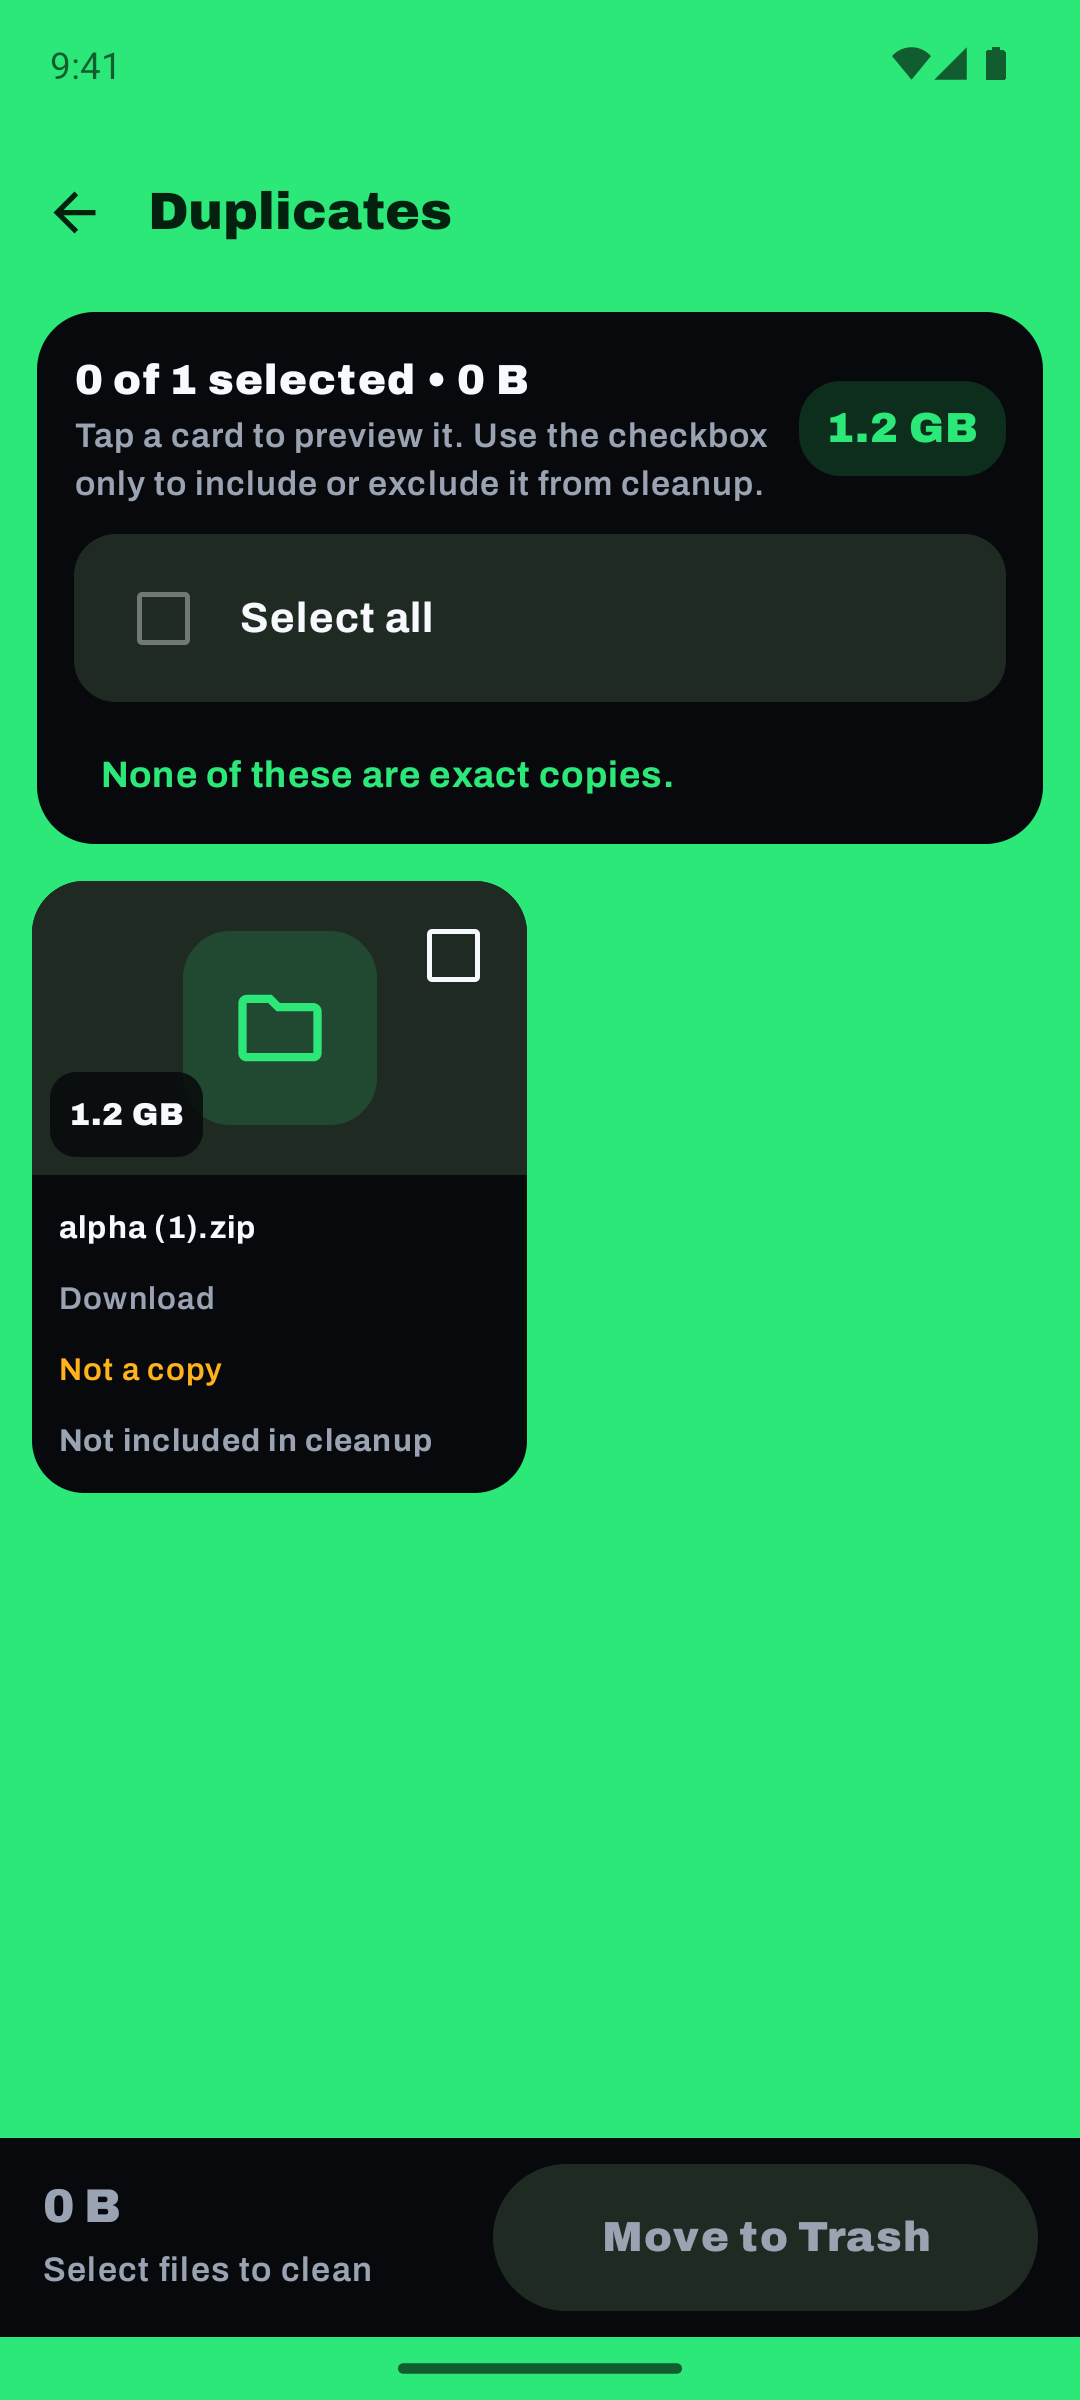 9:41
Duplicates
0 of 1 selected • 0 B
Tap a card to preview it. Use the checkbox
only to include or exclude it from cleanup.
1.2 GB
Select all
None of these are exact copies.
1.2 GB
alpha (1).zip
Download
Not a copy
Not included in cleanup
0 B
Select files to clean
Move to Trash